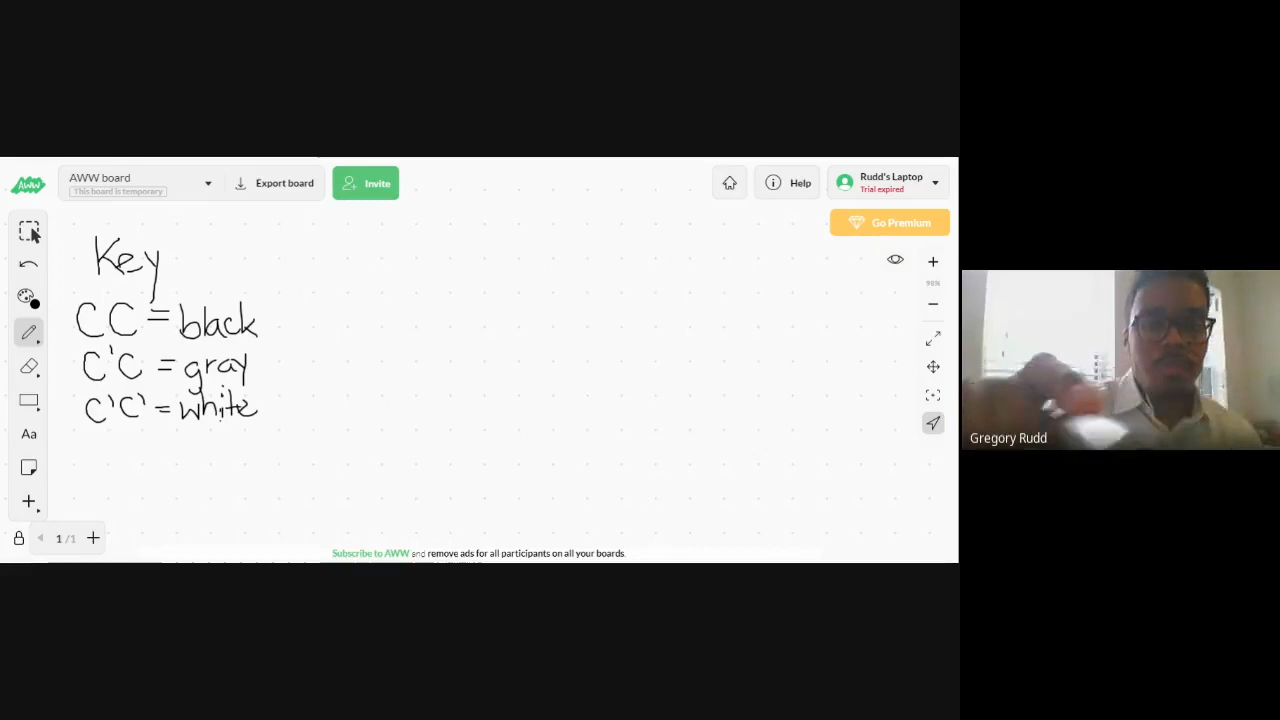 AWW
AWW board
This board is temporary
Export board
Invite
Help
Rudd's Laptop
Trial expired
Go Premium
Key
CC = black
C'C = gray
C'C' = white
98%
Aa
1 / 1
Subscribe to AWW and remove ads for all participants on all your boards.
Gregory Rudd